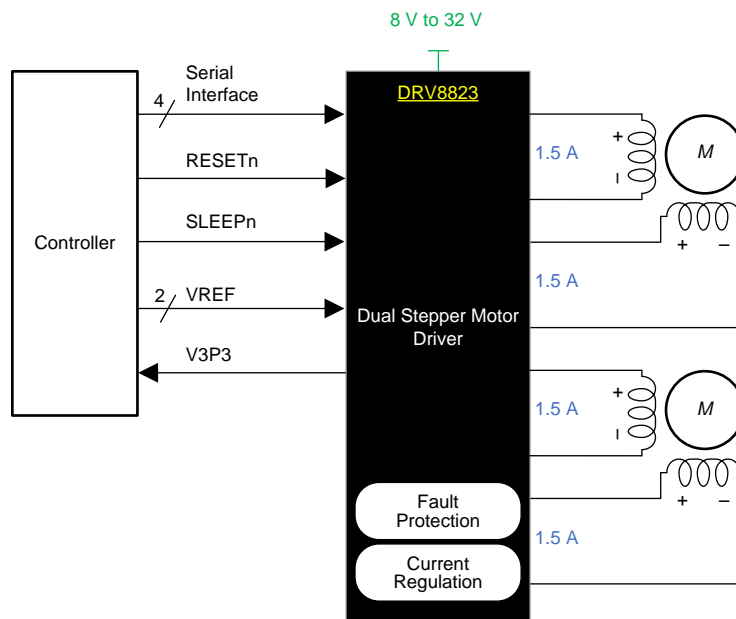 8 V to 32 V
DRV8823
Controller
4
Serial
Interface
RESETn
SLEEPn
2
VREF
V3P3
Dual Stepper Motor
Driver
Fault
Protection
Current
Regulation
1.5 A
+
–
M
+ –
1.5 A
1.5 A
+
–
M
+ –
1.5 A